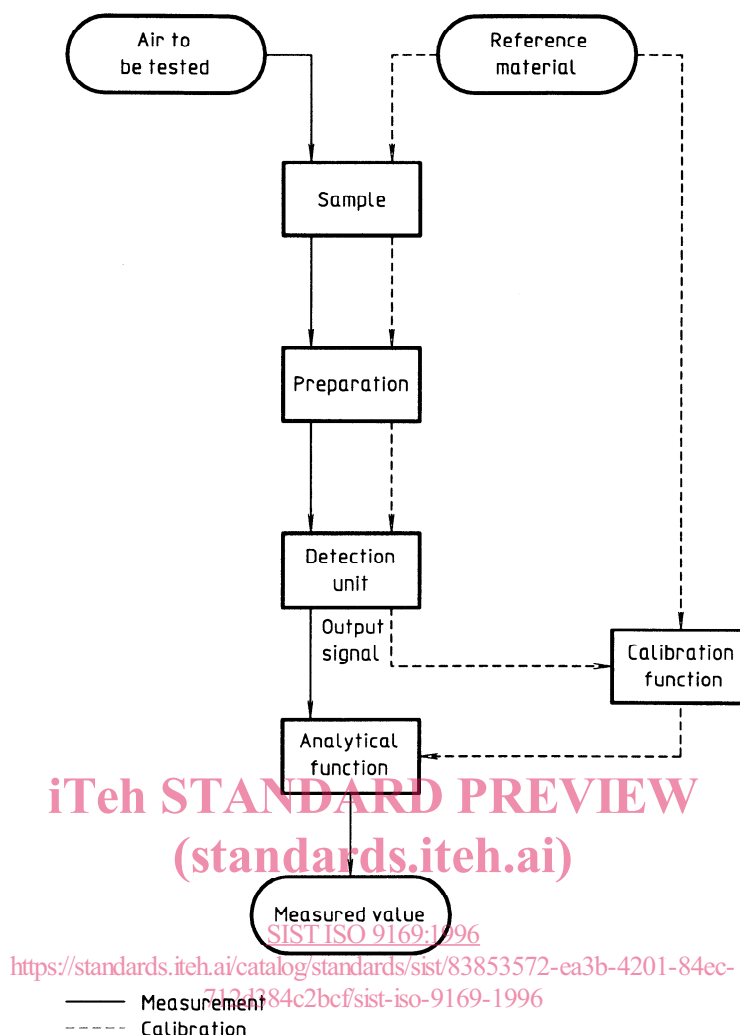 Air to
be tested
Reference
material
Sample
Preparation
Detection
unit
Output
signal
Calibration
function
Analytical
function
iTeh STANDARD PREVIEW
(standards.iteh.ai)
Measured value
SIST ISO 9169:1996
https://standards.iteh.ai/catalog/standards/sist/83853572-ea3b-4201-84ec-
712d384c2bcf/sist-iso-9169-1996
Measurement
Calibration